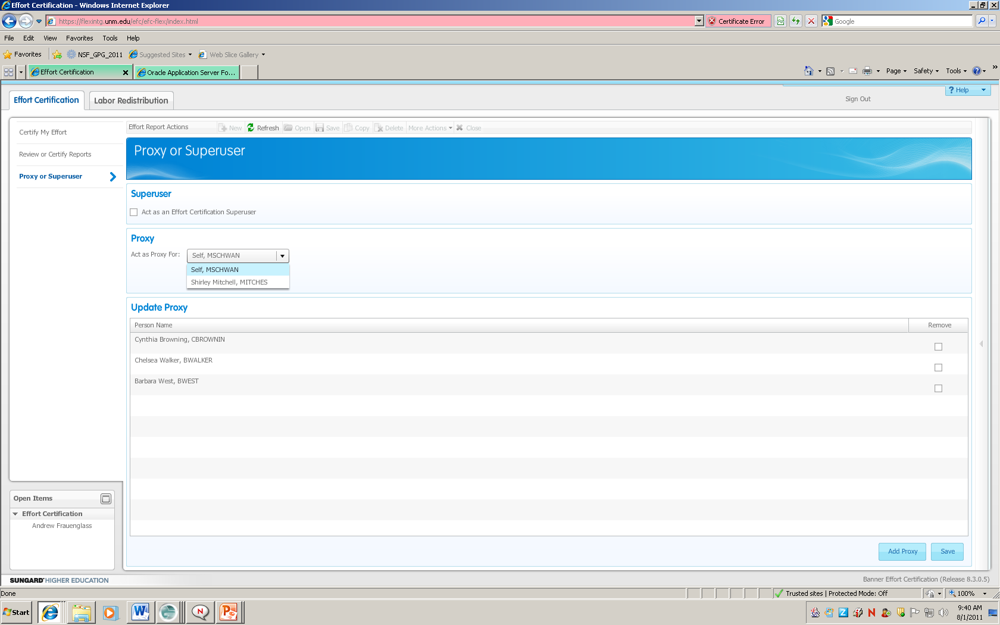 Effort Certification - Windows Internet Explorer
https://flexintg.unm.edu/efc/efc-flex/index.html
Certificate Error
Google
File Edit View Favorites Tools Help
Favorites NSF_GPG_2011 Suggested Sites Web Slice Gallery
Effort Certification Oracle Application Server Fo... Page Safety Tools
Effort Certification Labor Redistribution Sign Out ? Help
Certify My Effort
Review or Certify Reports
Proxy or Superuser
Effort Report Actions New Refresh Open Save Copy Delete More Actions Close
Proxy or Superuser
Superuser
Act as an Effort Certification Superuser
Proxy
Act as Proxy For: Self, MSCHWAN
Self, MSCHWAN
Shirley Mitchell, MITCHES
Update Proxy
Person Name Remove
Cynthia Browning, CBROWNIN
Chelsea Walker, BWALKER
Barbara West, BWEST
Open Items
Effort Certification
Andrew Frauenglass
Add Proxy Save
SUNGARD HIGHER EDUCATION Banner Effort Certification (Release 8.3.0.5)
Done Trusted sites | Protected Mode: Off 100%
Start 9:40 AM
8/1/2011